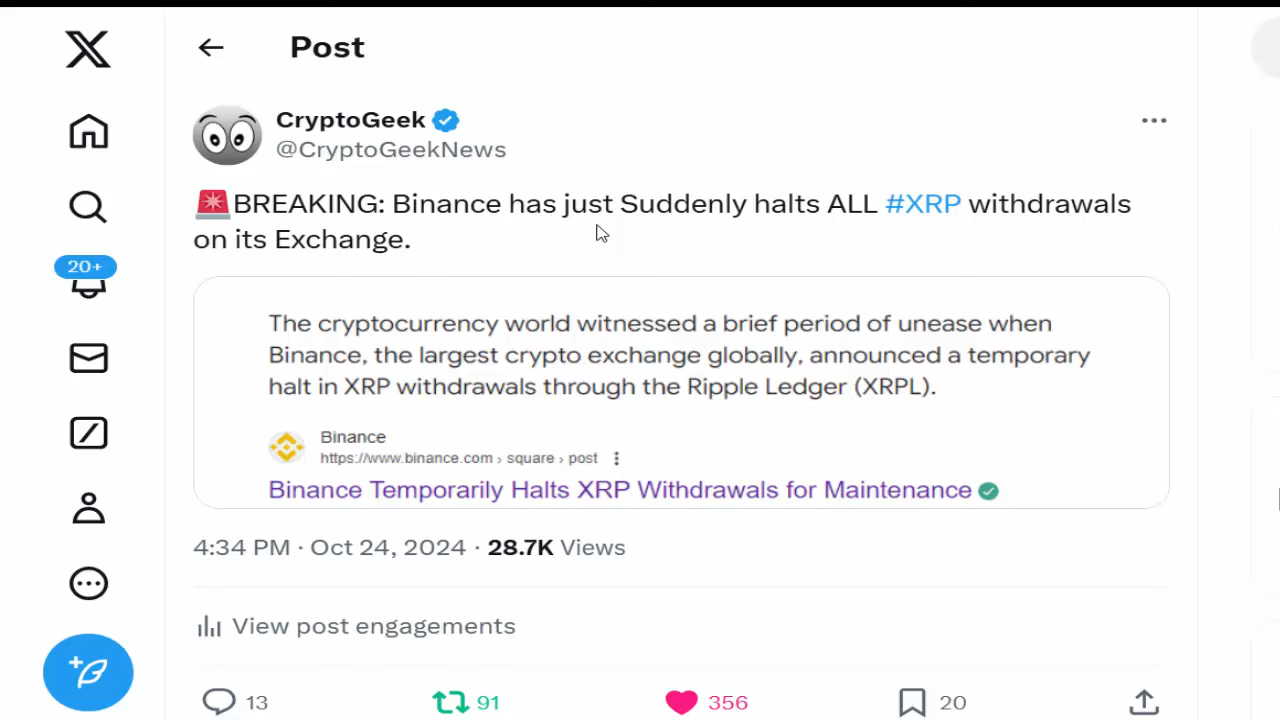 Post
CryptoGeek
@CryptoGeekNews
🚨BREAKING: Binance has just Suddenly halts ALL #XRP withdrawals
on its Exchange.
20+
The cryptocurrency world witnessed a brief period of unease when
Binance, the largest crypto exchange globally, announced a temporary
halt in XRP withdrawals through the Ripple Ledger (XRPL).
Binance
https://www.binance.com › square › post
Binance Temporarily Halts XRP Withdrawals for Maintenance
4:34 PM · Oct 24, 2024 · 28.7K Views
View post engagements
13 91 356 20